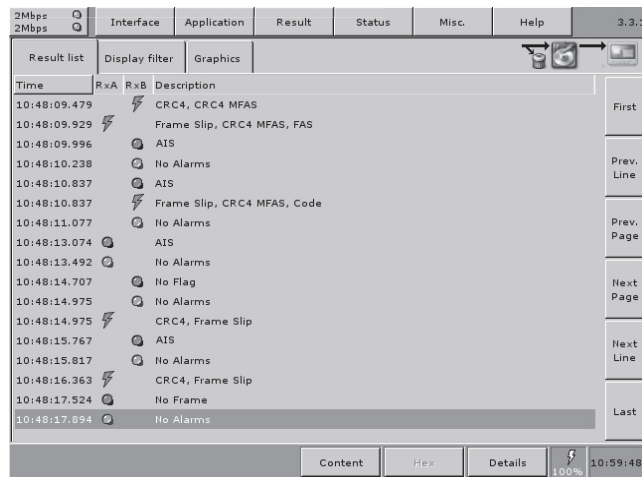 2Mbps
2Mbps
Interface Application Result Status Misc. Help 3.3.
Result list Display filter Graphics
Time RxA RxB Description
10:48:09.479 CRC4, CRC4 MFAS
10:48:09.929 Frame Slip, CRC4 MFAS, FAS
10:48:09.996 AIS
10:48:10.238 No Alarms
10:48:10.837 AIS
10:48:10.837 Frame Slip, CRC4 MFAS, Code
10:48:11.077 No Alarms
10:48:13.074 AIS
10:48:13.492 No Alarms
10:48:14.707 No Flag
10:48:14.975 No Alarms
10:48:14.975 CRC4, Frame Slip
10:48:15.767 AIS
10:48:15.817 No Alarms
10:48:16.363 CRC4, Frame Slip
10:48:17.524 No Frame
10:48:17.894 No Alarms
First
Prev.
Line
Prev.
Page
Next
Page
Next
Line
Last
Content Hex Details 100% 10:59:48